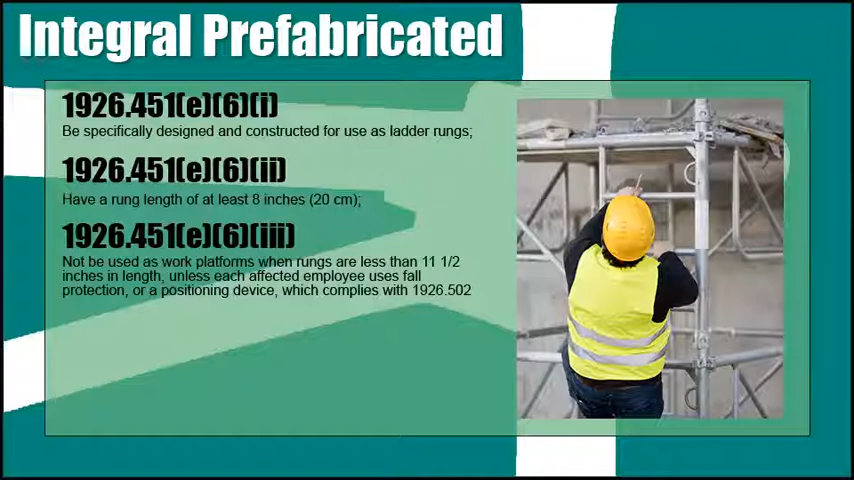 Integral Prefabricated
1926.451(e)(6)(i)
Be specifically designed and constructed for use as ladder rungs;
1926.451(e)(6)(ii)
Have a rung length of at least 8 inches (20 cm);
1926.451(e)(6)(iii)
Not be used as work platforms when rungs are less than 11 1/2
inches in length, unless each affected employee uses fall
protection, or a positioning device, which complies with 1926.502